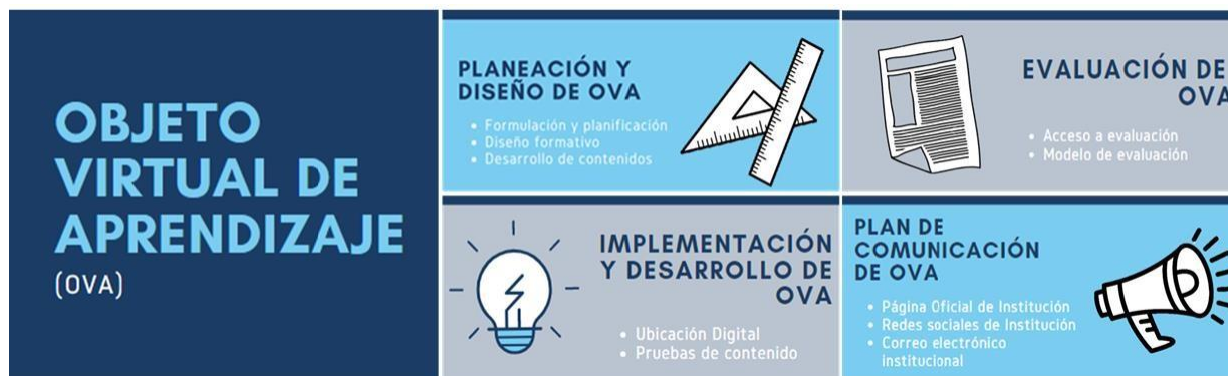 OBJETO
VIRTUAL DE
APRENDIZAJE
(OVA)
PLANEACIÓN Y
DISEÑO DE OVA
• Formulación y planificación
• Diseño formativo
• Desarrollo de contenidos
EVALUACIÓN DE
OVA
• Acceso a evaluación
• Modelo de evaluación
IMPLEMENTACIÓN
Y DESARROLLO DE
OVA
• Ubicación Digital
• Pruebas de contenido
PLAN DE
COMUNICACIÓN
DE OVA
• Página Oficial de Institución
• Redes sociales de Institución
• Correo electrónico
institucional